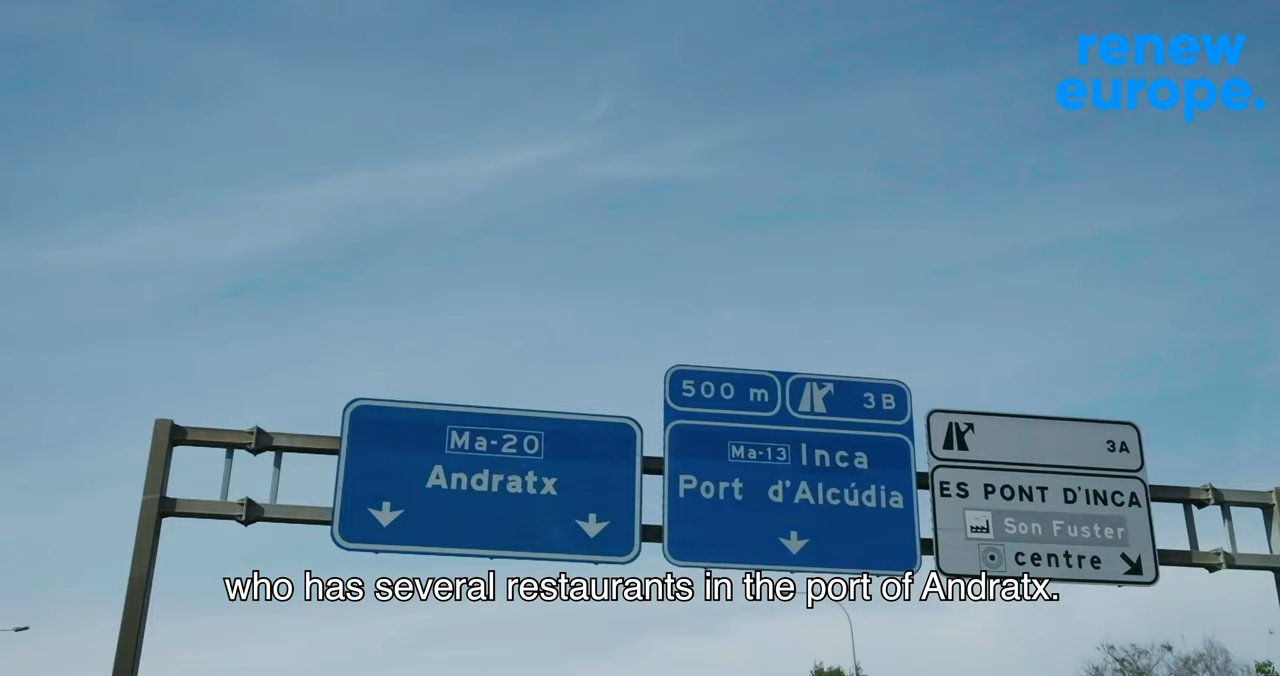 renew
europe.
Ma-20
Andratx
500 m
3B
Ma-13 Inca
Port d'Alcúdia
3A
ES PONT D'INCA
Son Fuster
centre
who has several restaurants in the port of Andratx.